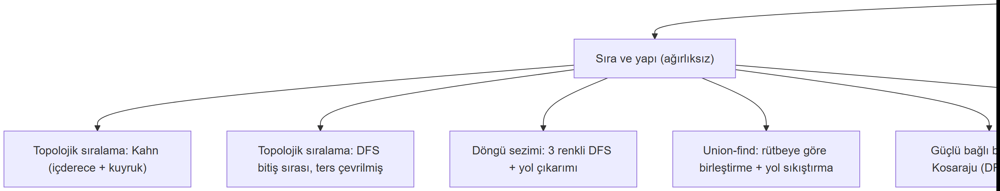 Sıra ve yapı (ağırlıksız)
Topolojik sıralama: Kahn
(içderece + kuyruk)
Topolojik sıralama: DFS
bitiş sırası, ters çevrilmiş
Döngü sezimi: 3 renkli DFS
+ yol çıkarımı
Union-find: rütbeye göre
birleştirme + yol sıkıştırma
Güçlü bağlı
Kosaraju